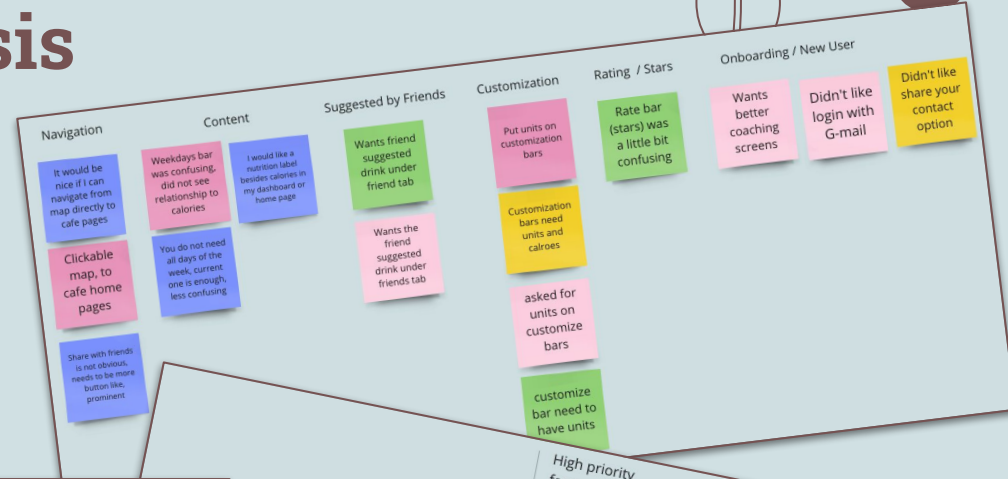 sis
Navigation
It would be
nice if i can
navigate from
map directly to
cafe pages
Clickable
map, to
cafe home
pages
Share with friends
is not obvious,
needs to be more
button like,
prominent
Content
Weekdays bar
was confusing,
did not see
relationship to
calories
I would like a
nutrition label
besides calories in
my dashboard or
home page
You do not need
all days of the
week, current
one is enough,
less confusing
Suggested by Friends
Wants friend
suggested
drink under
friend tab
Wants the
friend
suggested
drink under
friends tab
Customization
Put units on
customization
bars
Customization
bars need
units and
calroes
asked for
units on
customize
bars
customize
bar need to
have units
Rating / Stars
Rate bar
(stars) was
a little bit
confusing
Onboarding / New User
Wants
better
coaching
screens
Didn't like
login with
G-mail
Didn't like
share your
contact
option
High priority